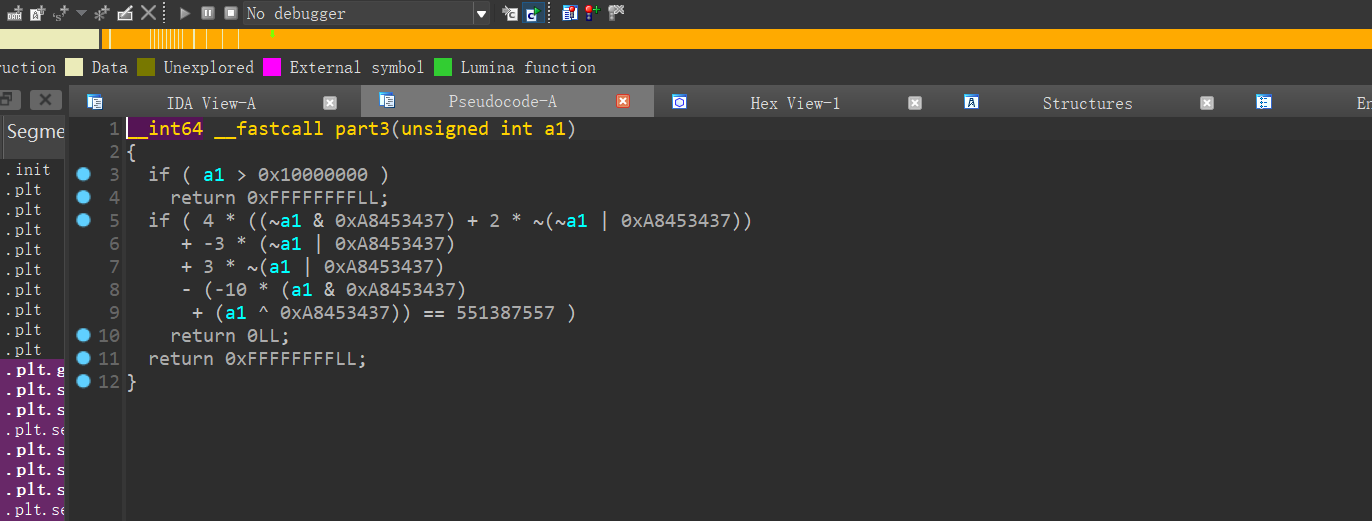 No debugger
ruction Data Unexplored External symbol Lumina function
IDA View-A Pseudocode-A Hex View-1 Structures En
Segme
.init
.plt
.plt
.plt
.plt
.plt
.plt
.plt
.plt
.plt
.plt.g
.plt.s
.plt.s
.plt.se
.plt.s
.plt.s
.plt.s
.plt.se
1 __int64 __fastcall part3(unsigned int a1)
2 {
3 if ( a1 > 0x10000000 )
4 return 0xFFFFFFFFLL;
5 if ( 4 * ((~a1 & 0xA8453437) + 2 * ~(~a1 | 0xA8453437))
6 + -3 * (~a1 | 0xA8453437)
7 + 3 * ~(a1 | 0xA8453437)
8 - (-10 * (a1 & 0xA8453437)
9 + (a1 ^ 0xA8453437)) == 551387557 )
10 return 0LL;
11 return 0xFFFFFFFFLL;
12 }